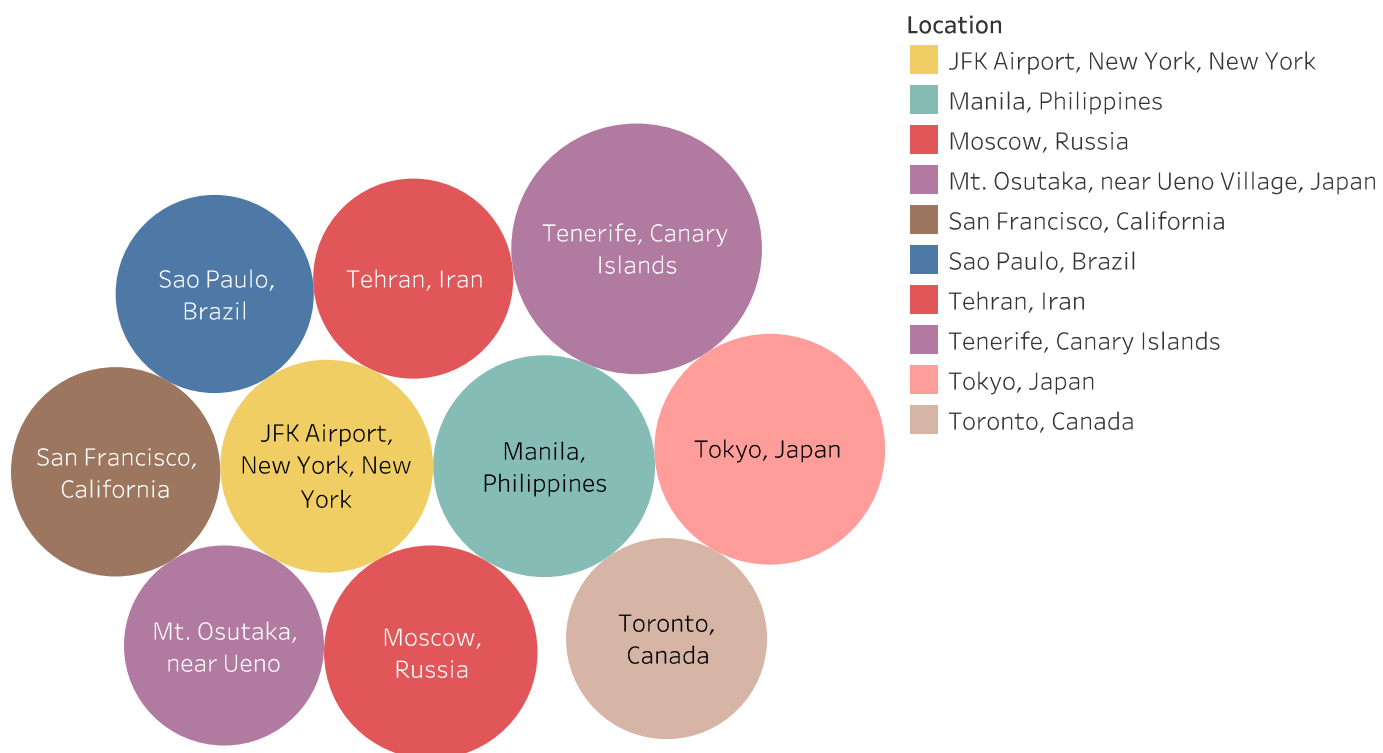 Location
JFK Airport, New York, New York
Manila, Philippines
Moscow, Russia
Mt. Osutaka, near Ueno Village, Japan
San Francisco, California
Sao Paulo, Brazil
Tehran, Iran
Tenerife, Canary Islands
Tokyo, Japan
Toronto, Canada
Tenerife, Canary
Islands
Sao Paulo,
Brazil
Tehran, Iran
San Francisco,
California
JFK Airport,
New York, New
York
Manila,
Philippines
Tokyo, Japan
Mt. Osutaka,
near Ueno
Moscow,
Russia
Toronto,
Canada